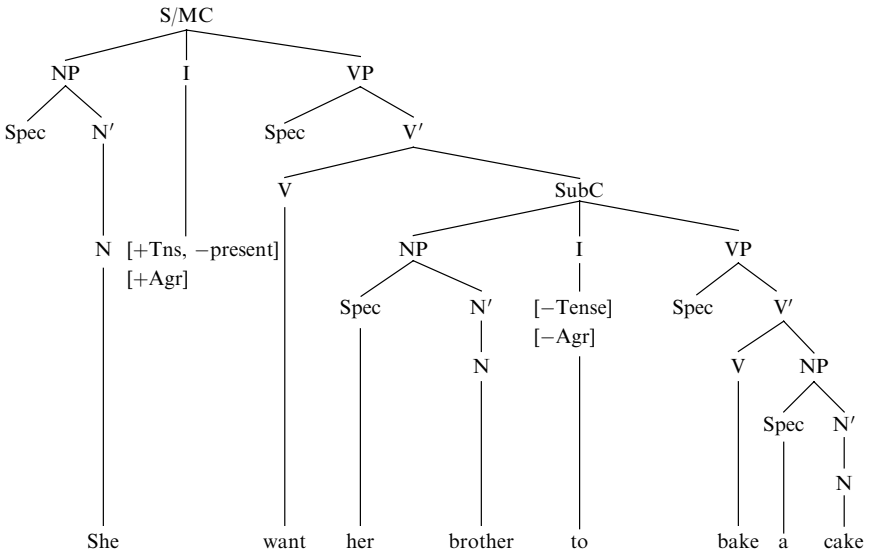 S/MC
NP I VP
Spec N′ Spec V′
V SubC
N [+Tns, −present] NP I VP
[+Agr]
Spec N′ [−Tense] Spec V′
[−Agr]
N V NP
Spec N′
N
She want her brother to bake a cake